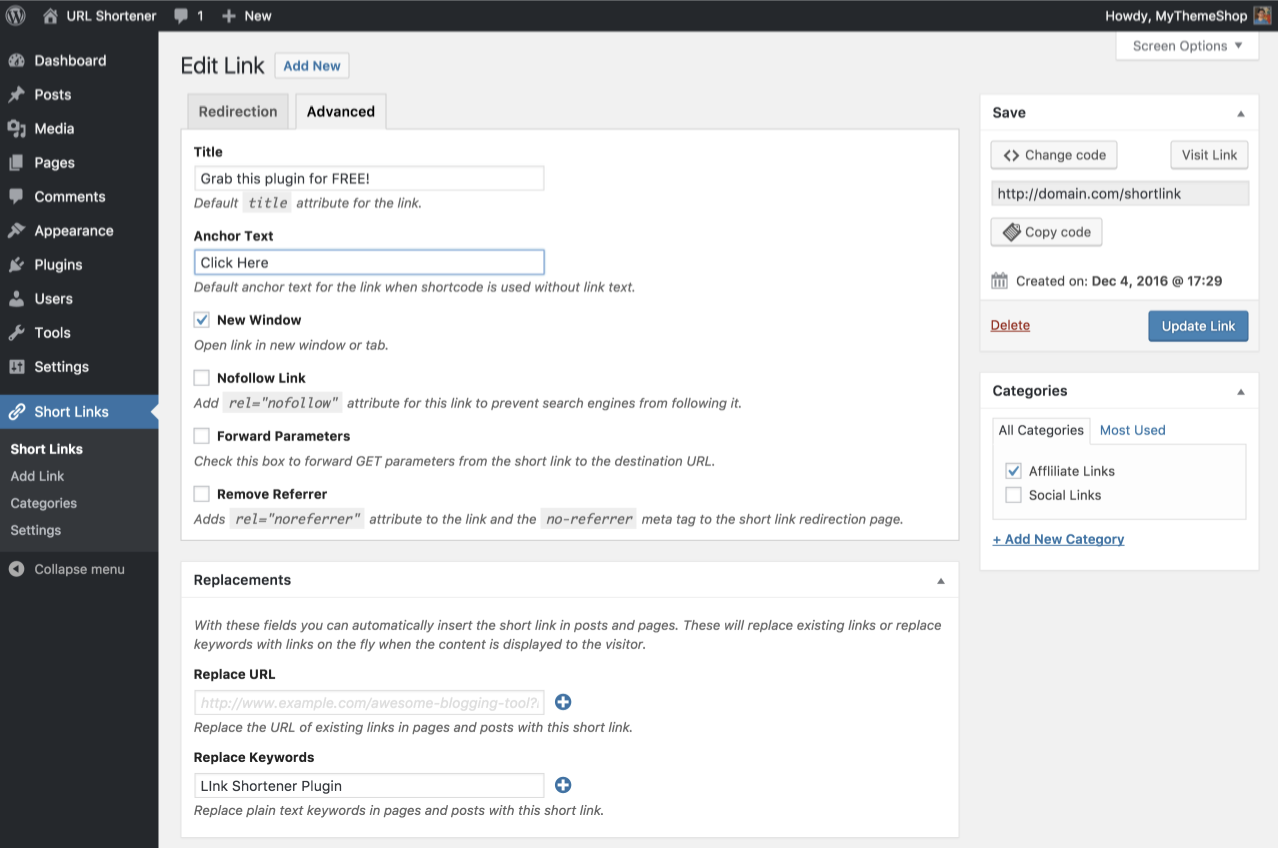 URL Shortener 1 New Howdy, MyThemeShop
Screen Options
Dashboard
Posts
Media
Pages
Comments
Appearance
Plugins
Users
Tools
Settings
Short Links
Short Links
Add Link
Categories
Settings
Collapse menu
Edit Link Add New
Redirection Advanced
Title
Grab this plugin for FREE!
Default title attribute for the link.
Anchor Text
Click Here
Default anchor text for the link when shortcode is used without link text.
New Window
Open link in new window or tab.
Nofollow Link
Add rel="nofollow" attribute for this link to prevent search engines from following it.
Forward Parameters
Check this box to forward GET parameters from the short link to the destination URL.
Remove Referrer
Adds rel="noreferrer" attribute to the link and the no-referrer meta tag to the short link redirection page.
Replacements
With these fields you can automatically insert the short link in posts and pages. These will replace existing links or replace
keywords with links on the fly when the content is displayed to the visitor.
Replace URL
http://www.example.com/awesome-blogging-tool?
Replace the URL of existing links in pages and posts with this short link.
Replace Keywords
LInk Shortener Plugin
Replace plain text keywords in pages and posts with this short link.
Save
Change code Visit Link
http://domain.com/shortlink
Copy code
Created on: Dec 4, 2016 @ 17:29
Delete Update Link
Categories
All Categories Most Used
Affliliate Links
Social Links
+ Add New Category